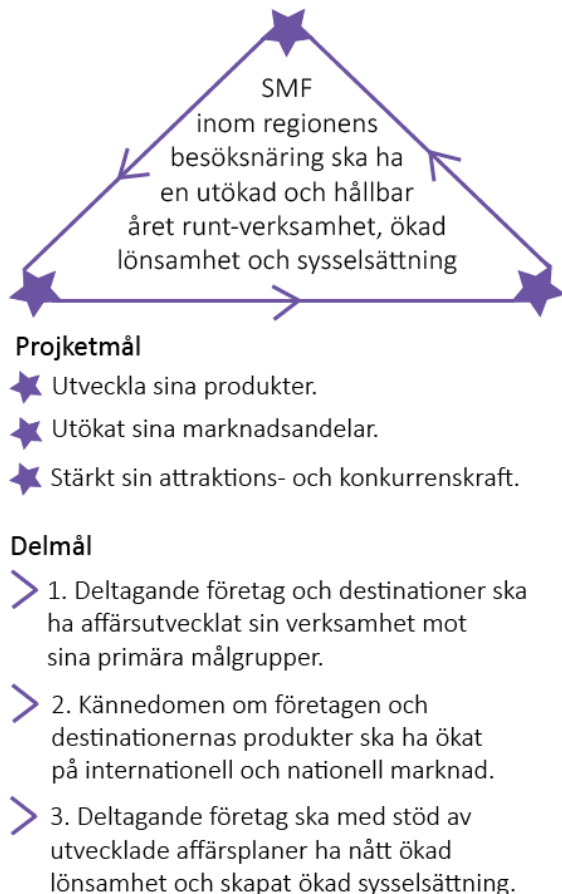 SMF
inom regionens
besöksnäring ska ha
en utökad och hållbar
året runt-verksamhet, ökad
lönsamhet och sysselsättning
Projketmål
Utveckla sina produkter.
Utökat sina marknadsandelar.
Stärkt sin attraktions- och konkurrenskraft.
Delmål
1. Deltagande företag och destinationer ska
ha affärsutvecklat sin verksamhet mot
sina primära målgrupper.
2. Kännedomen om företagen och
destinationernas produkter ska ha ökat
på internationell och nationell marknad.
3. Deltagande företag ska med stöd av
utvecklade affärsplaner ha nått ökad
lönsamhet och skapat ökad sysselsättning.